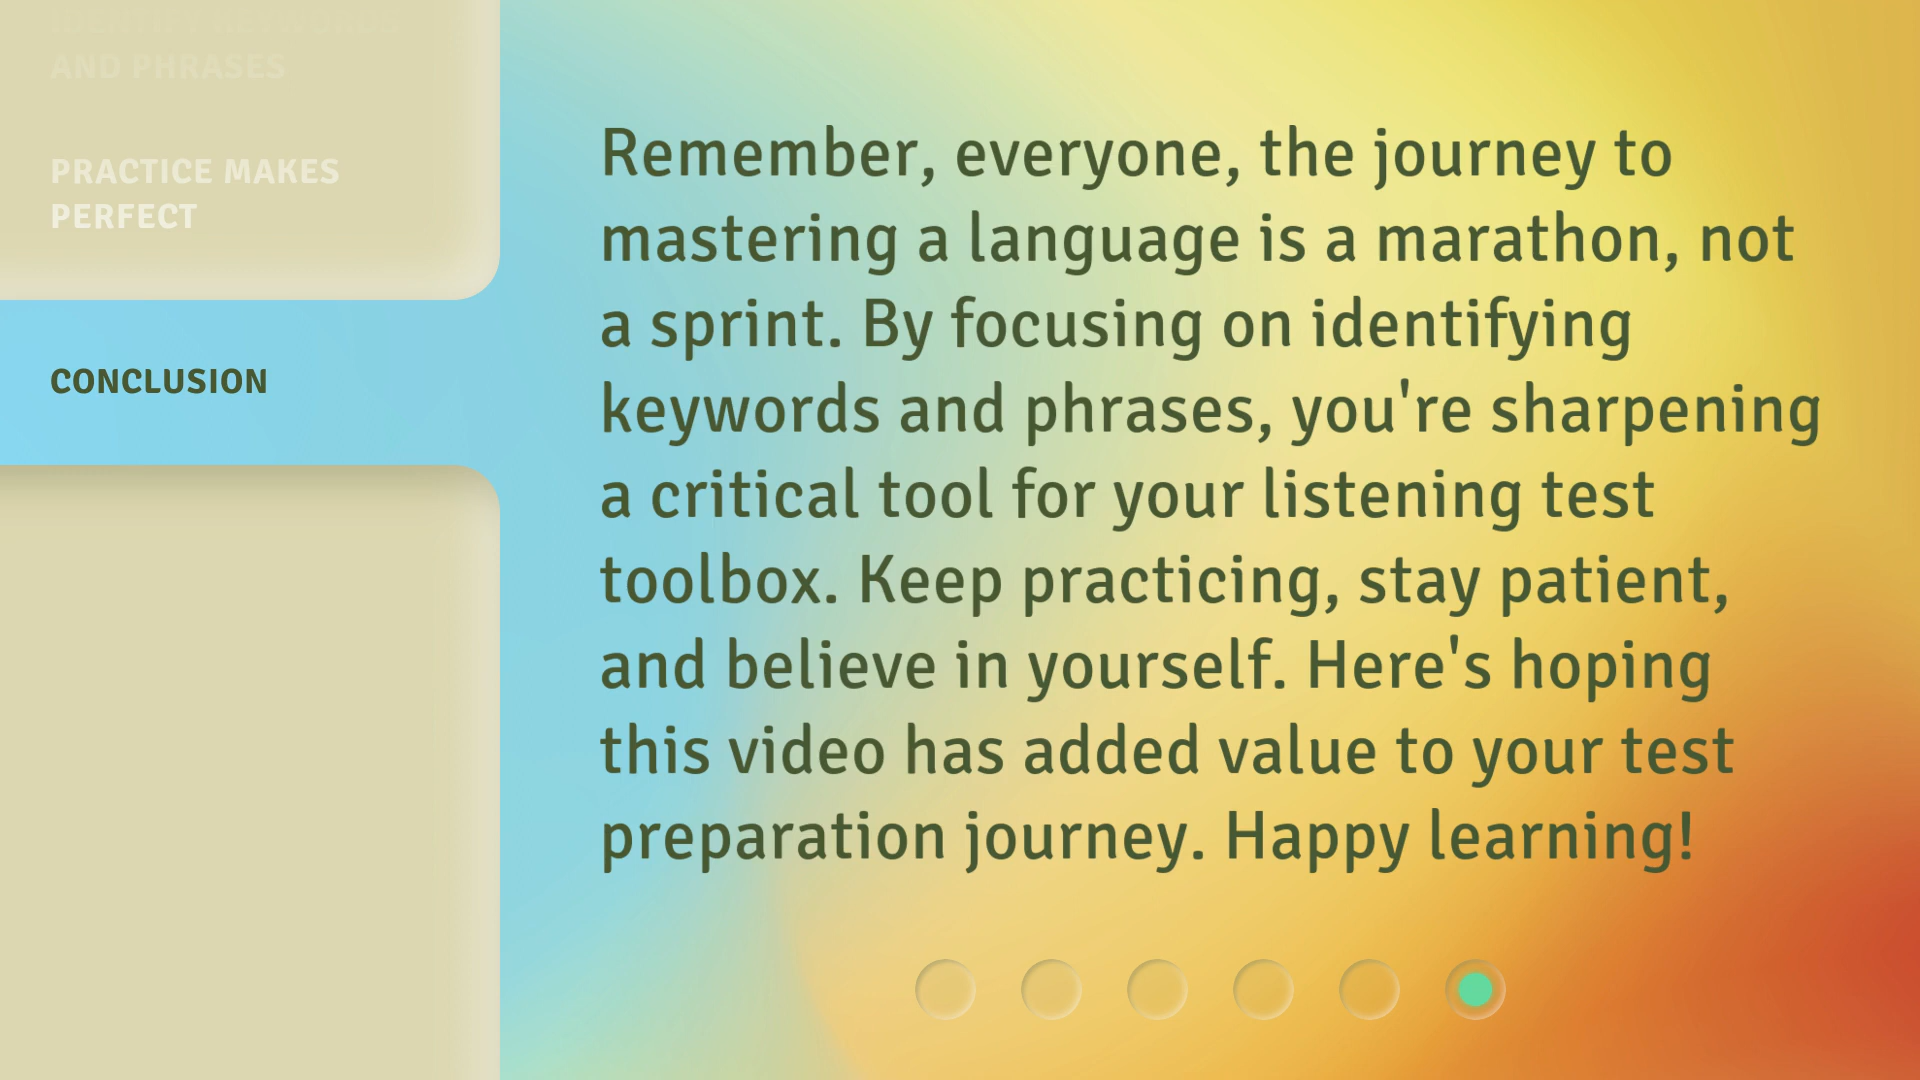 IDENTIFY KEYWORDS
AND PHRASES
PRACTICE MAKES
PERFECT
CONCLUSION
Remember, everyone, the journey to
mastering a language is a marathon, not
a sprint. By focusing on identifying
keywords and phrases, you're sharpening
a critical tool for your listening test
toolbox. Keep practicing, stay patient,
and believe in yourself. Here's hoping
this video has added value to your test
preparation journey. Happy learning!